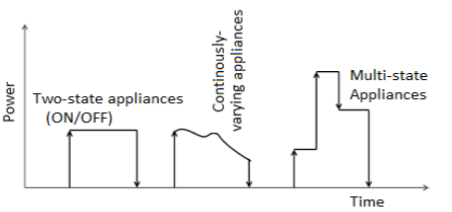 Power
Two-state appliances
(ON/OFF)
Continously-
varying appliances
Multi-state
Appliances
Time